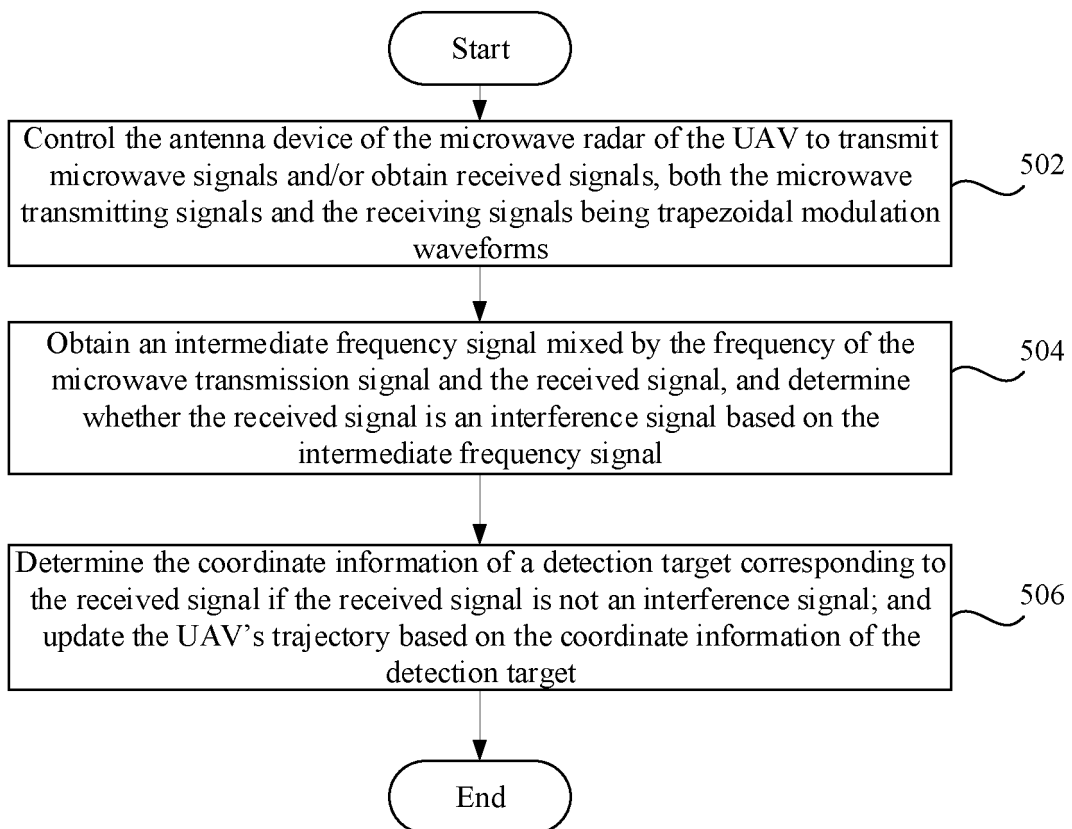 Start
Control the antenna device of the microwave radar of the UAV to transmit
microwave signals and/or obtain received signals, both the microwave
transmitting signals and the receiving signals being trapezoidal modulation
waveforms
502
Obtain an intermediate frequency signal mixed by the frequency of the
microwave transmission signal and the received signal, and determine
whether the received signal is an interference signal based on the
intermediate frequency signal
504
Determine the coordinate information of a detection target corresponding to
the received signal if the received signal is not an interference signal; and
update the UAV’s trajectory based on the coordinate information of the
detection target
506
End